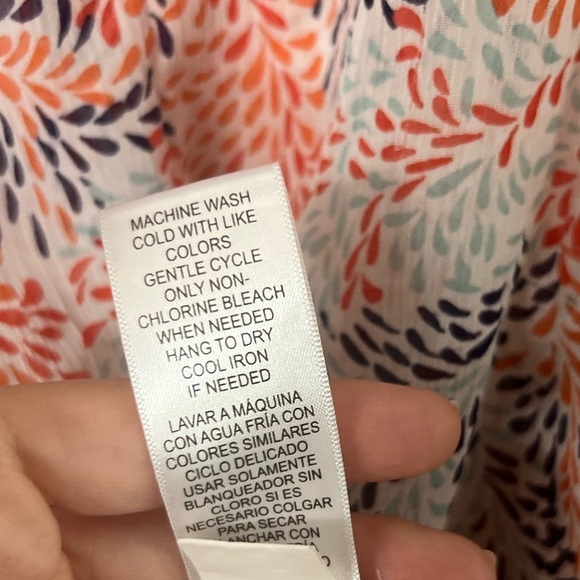 MACHINE WASH
COLD WITH LIKE
COLORS
GENTLE CYCLE
ONLY NON-
CHLORINE BLEACH
WHEN NEEDED
HANG TO DRY
COOL IRON
IF NEEDED
LAVAR A MÁQUINA
CON AGUA FRÍA CON
COLORES SIMILARES
CICLO DELICADO
USAR SOLAMENTE
BLANQUEADOR SIN
CLORO SI ES
NECESARIO COLGAR
PARA SECAR
CON